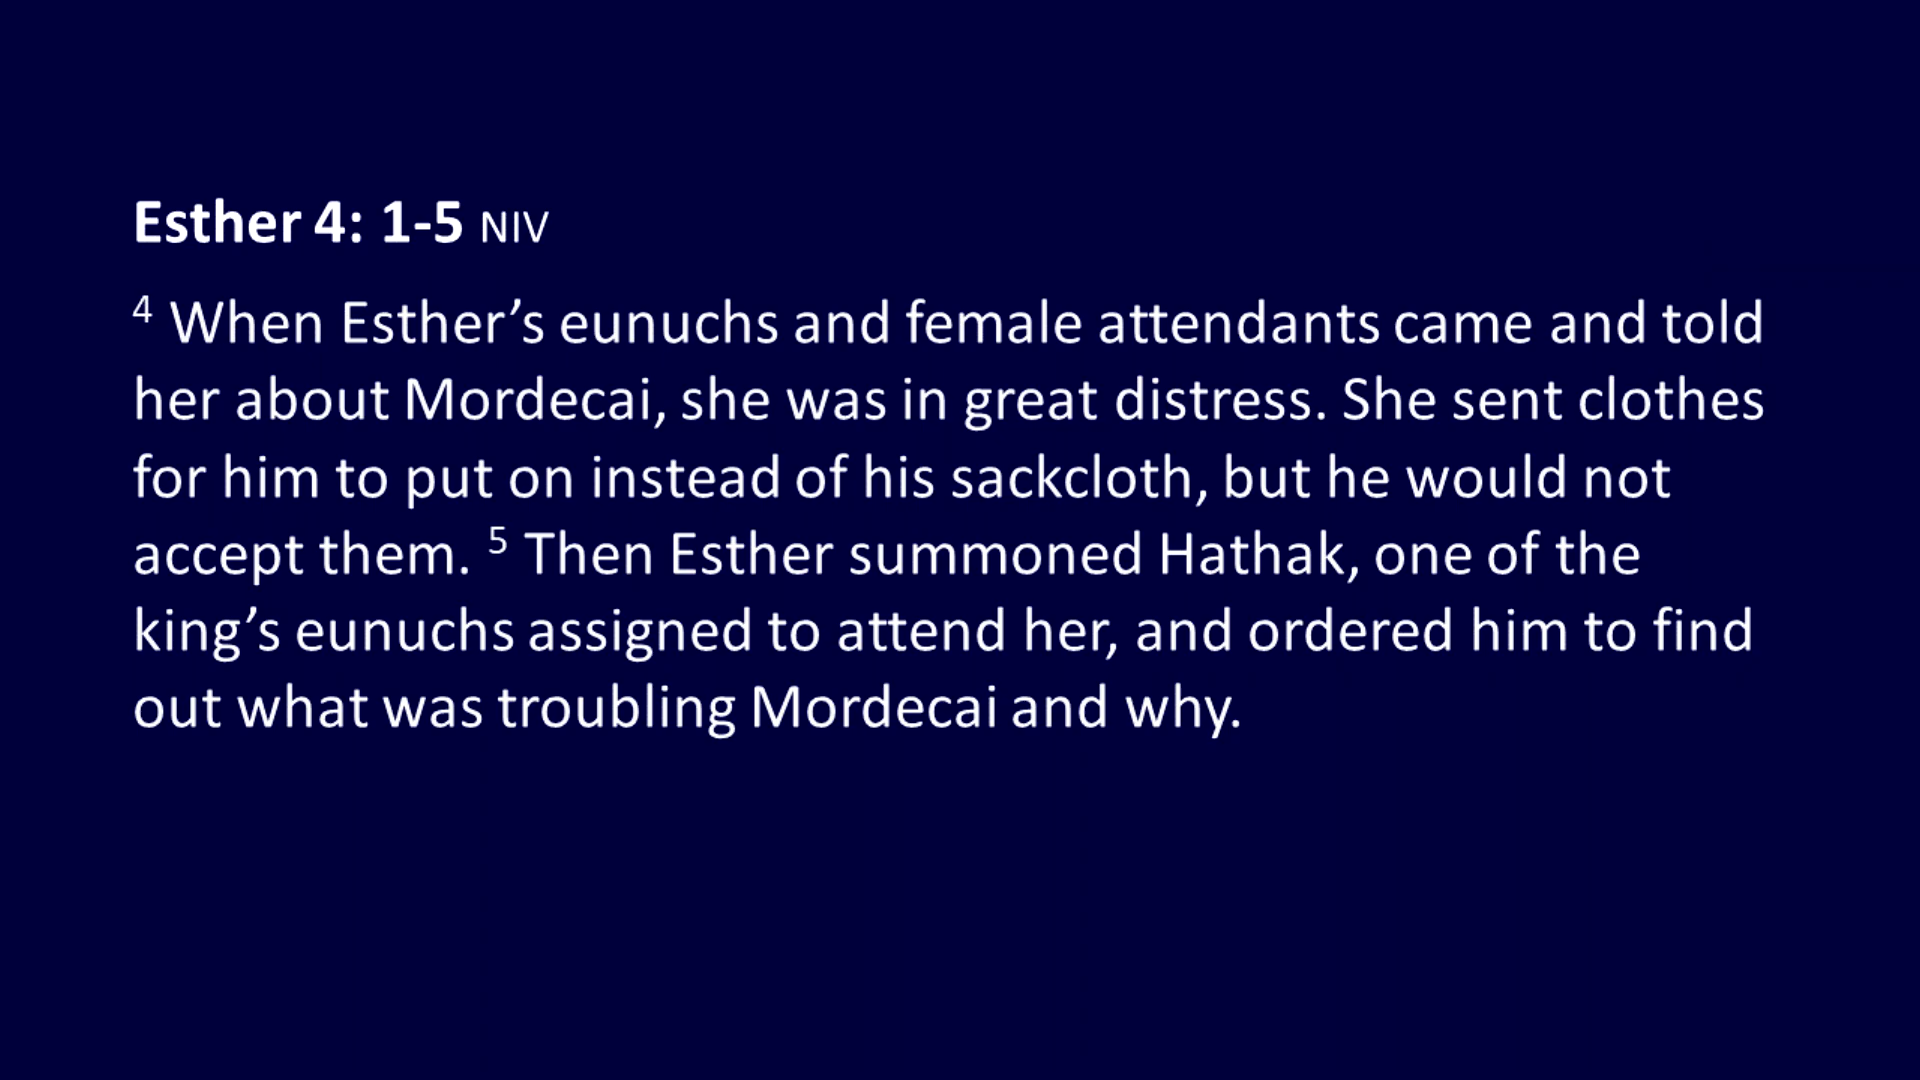 Esther 4: 1-5 NIV
4 When Esther’s eunuchs and female attendants came and told
her about Mordecai, she was in great distress. She sent clothes
for him to put on instead of his sackcloth, but he would not
accept them. 5 Then Esther summoned Hathak, one of the
king’s eunuchs assigned to attend her, and ordered him to find
out what was troubling Mordecai and why.